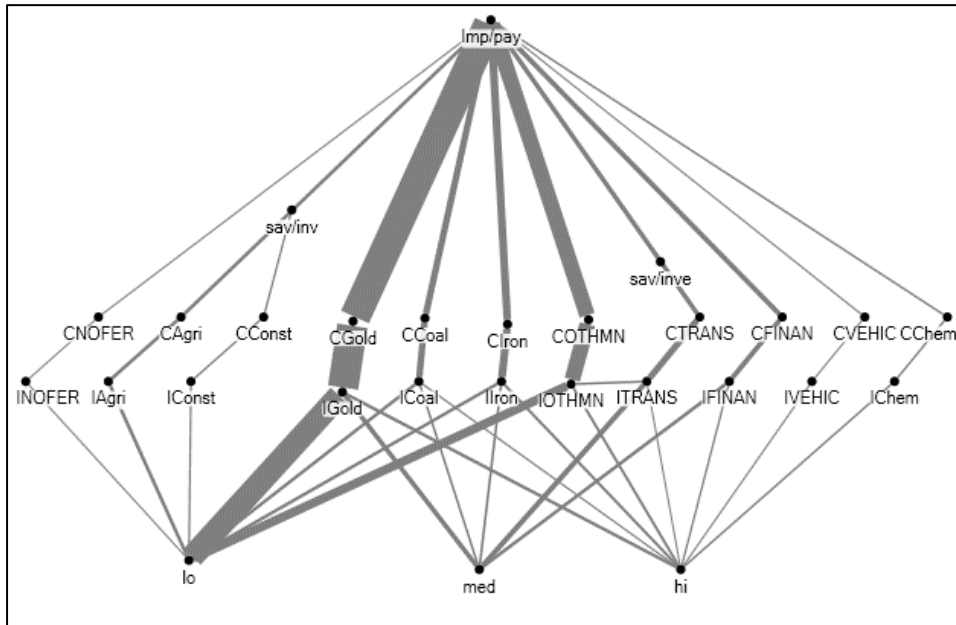 Imp/pay
sav/inv
sav/inve
CNOFER CAgri CConst CGold CCoal CIron COTHMN CTRANS CFINAN CVEHIC CChem
INOFER IAgri IConst IGold ICoal IIron IOTHMN ITRANS IFINAN IVEHIC IChem
lo med hi